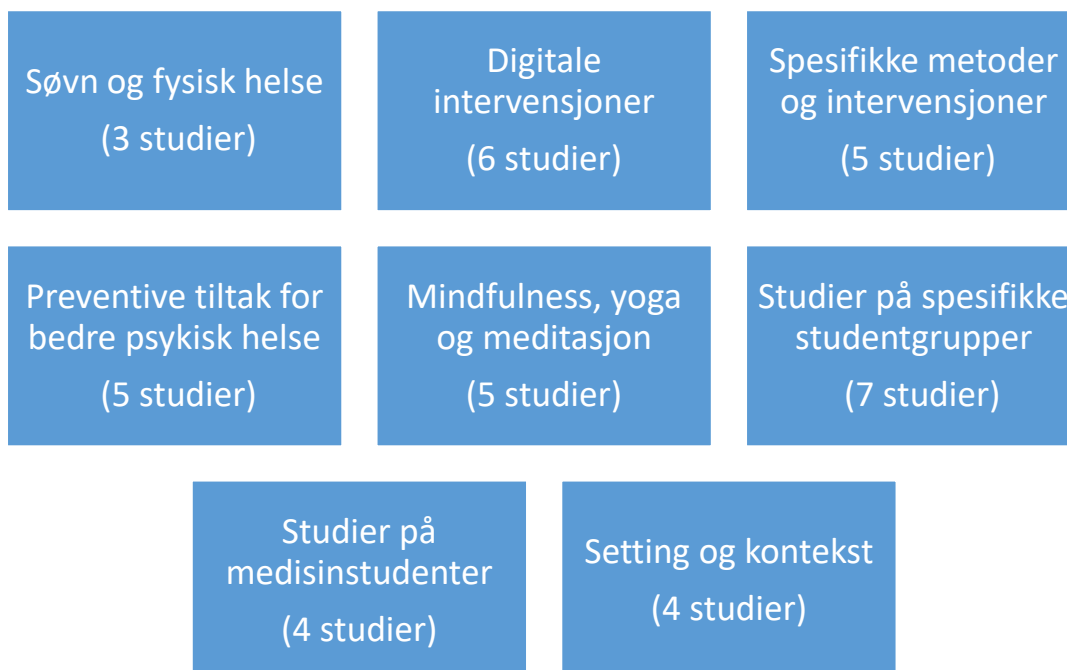 Søvn og fysisk helse
(3 studier)
Digitale
intervensjoner
(6 studier)
Spesifikke metoder
og intervensjoner
(5 studier)
Preventive tiltak for
bedre psykisk helse
(5 studier)
Mindfulness, yoga
og meditasjon
(5 studier)
Studier på spesifikke
studentgrupper
(7 studier)
Studier på
medisinstudenter
(4 studier)
Setting og kontekst
(4 studier)